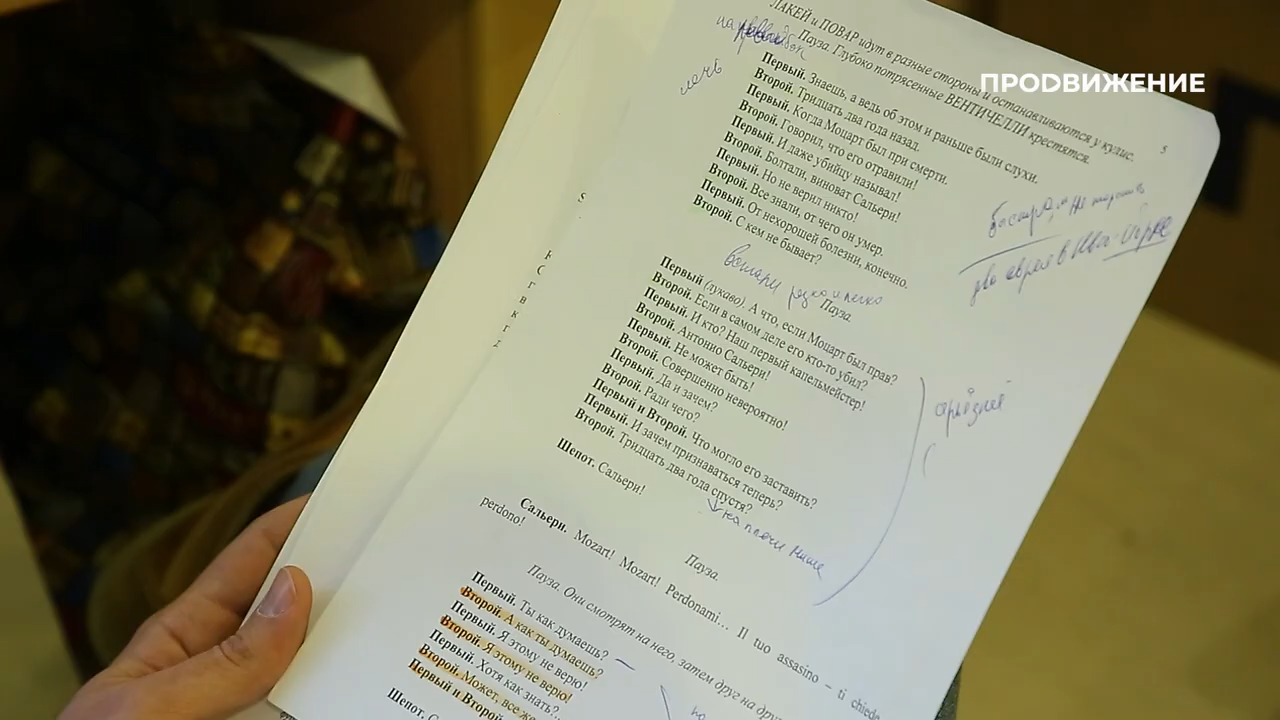 ПРОДВИЖЕНИЕ
5
ЛАКЕЙ и ПОВАР идут в разные стороны и останавливаются у кулис.
Пауза. Глубоко потрясенные ВЕНТИЧЕЛЛИ крестятся.
Первый. Знаешь, а ведь об этом и раньше были слухи.
Второй. Тридцать два года назад.
Первый. Когда Моцарт был при смерти.
Второй. Говорил, что его отравили!
Первый. И даже убийцу называл!
Второй. Болтали, виноват Сальери!
Первый. Но не верил никто!
Второй. Все знали, от чего он умер.
Первый. От нехорошей болезни, конечно.
Второй. С кем не бывает?
Пауза
Первый (лукаво). А что, если Моцарт был прав?
Второй. Если в самом деле его кто-то убил?
Первый. И кто? Наш первый капельмейстер!
Второй. Антонио Сальери!
Первый. Не может быть!
Второй. Совершенно невероятно!
Первый. Да и зачем?
Второй. Ради чего?
Первый и Второй. Что могло его заставить?
Первый. И зачем признаваться теперь?
Второй. Тридцать два года спустя?
на плечи
Шепот. Сальери!
Пауза.
Сальери. Mozart! Mozart! Perdonami... Il tuo assasino – ti chiede
perdono!
Пауза. Они смотрят на него, затем друг на
Первый. Ты как думаешь?
Второй. А как ты думаешь?
Первый. Я этому не верю!
Второй. Я этому не верю!
Первый. Хотя как знать?..
Второй. Может, все
Первый и Второй.
Шепот.